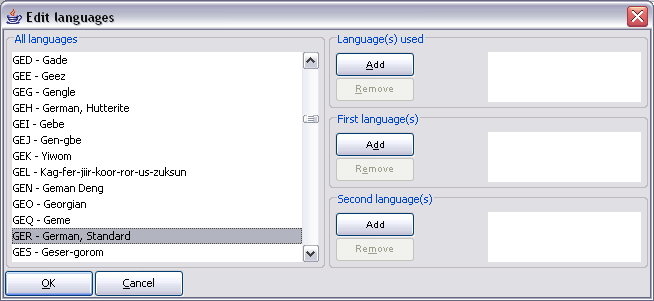 Edit languages
All languages
GED - Gade
GEE - Geez
GEG - Gengle
GEH - German, Hutterite
GEI - Gebe
GEJ - Gen-gbe
GEK - Yiwom
GEL - Kag-fer-jiir-koor-ror-us-zuksun
GEN - Geman Deng
GEO - Georgian
GEQ - Geme
GER - German, Standard
GES - Geser-gorom
Language(s) used
Add
Remove
First language(s)
Add
Remove
Second language(s)
Add
Remove
OK
Cancel